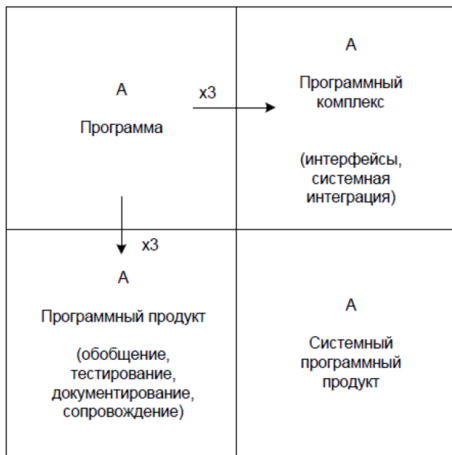 А
Программа
х3
А
Программный
комплекс
(интерфейсы,
системная
интеграция)
х3
А
Программный продукт
(обобщение,
тестирование,
документирование,
сопровождение)
А
Системный
программный
продукт